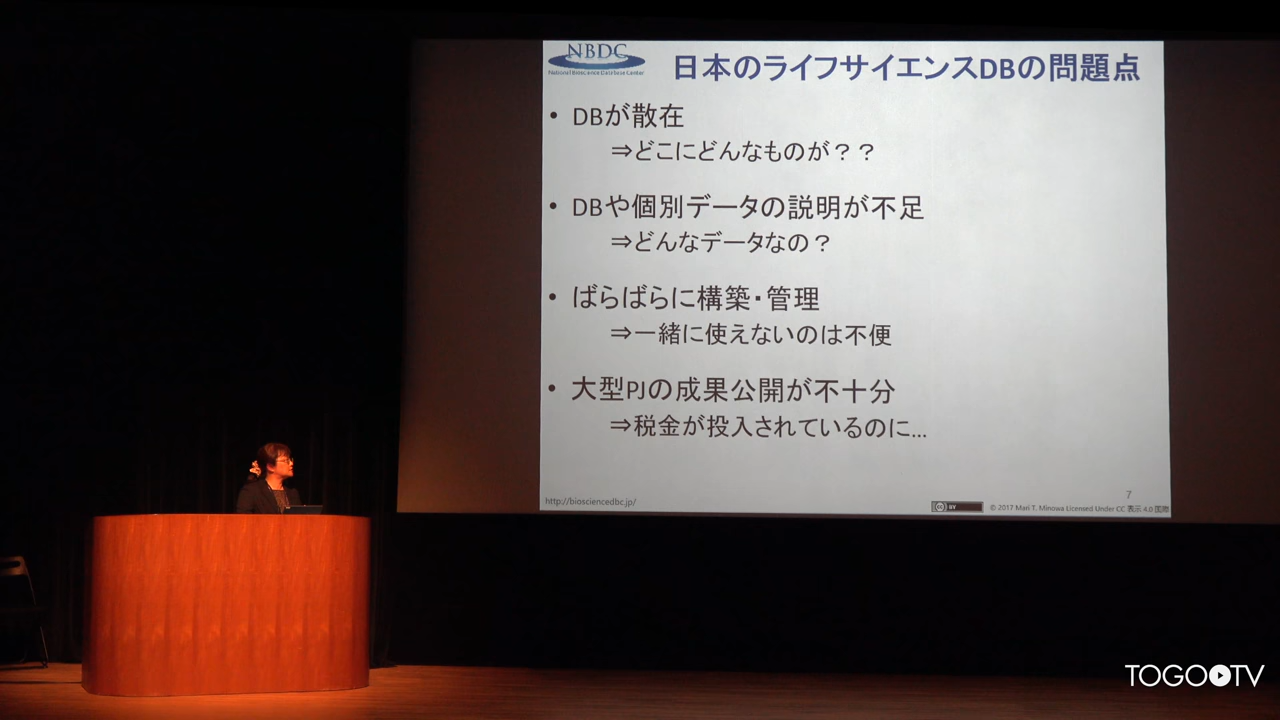 NBDC
National Bioscience Database Center
日本のライフサイエンスDBの問題点
• DBが散在
⇒どこにどんなものが？？
• DBや個別データの説明が不足
⇒どんなデータなの？
• ばらばらに構築・管理
⇒一緒に使えないのは不便
• 大型PJの成果公開が不十分
⇒税金が投入されているのに…
7
http://biosciencedbc.jp/
cc BY
© 2017 Mari T. Minowa Licensed Under CC 表示 4.0 国際
TOGO TV